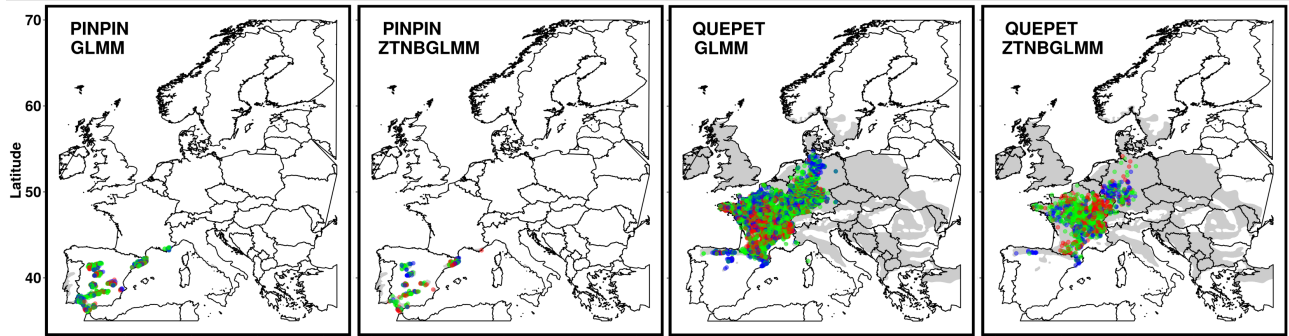 PINPIN
GLMM
PINPIN
ZTNBGLMM
QUEPET
GLMM
QUEPET
ZTNBGLMM
Latitude
70
60
50
40